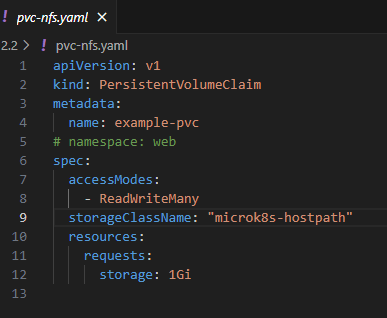 ! pvc-nfs.yaml ×
2.2 > ! pvc-nfs.yaml
1 apiVersion: v1
2 kind: PersistentVolumeClaim
3 metadata:
4   name: example-pvc
5 # namespace: web
6 spec:
7   accessModes:
8     - ReadWriteMany
9   storageClassName: "microk8s-hostpath"
10   resources:
11     requests:
12       storage: 1Gi
13